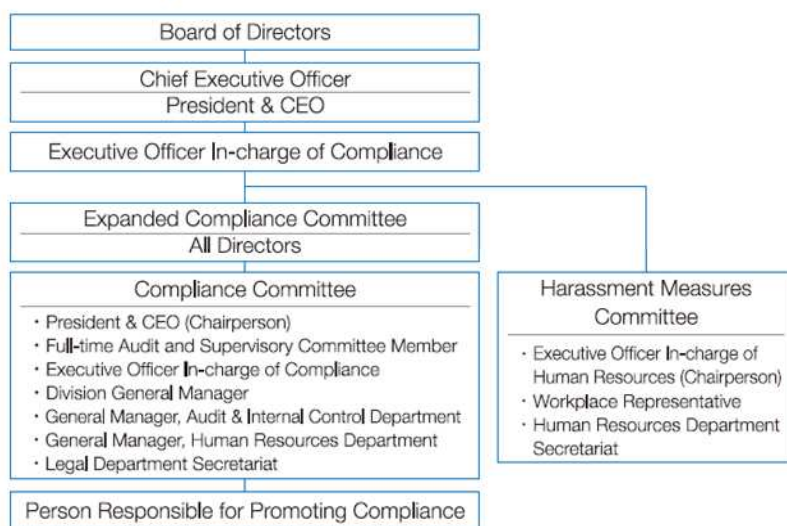 Board of Directors
Chief Executive Officer
President & CEO
Executive Officer In-charge of Compliance
Expanded Compliance Committee
All Directors
Compliance Committee
・President & CEO (Chairperson)
・Full-time Audit and Supervisory Committee Member
・Executive Officer In-charge of Compliance
・Division General Manager
・General Manager, Audit & Internal Control Department
・General Manager, Human Resources Department
・Legal Department Secretariat
Harassment Measures
Committee
・Executive Officer In-charge of
Human Resources (Chairperson)
・Workplace Representative
・Human Resources Department
Secretariat
Person Responsible for Promoting Compliance